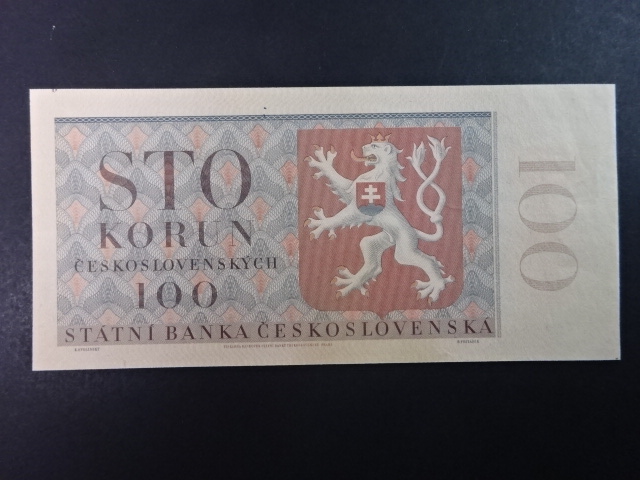 STO
KORUN
ČESKOSLOVENSKÝCH
100
STÁTNÍ BANKA ČESKOSLOVENSKÁ
100